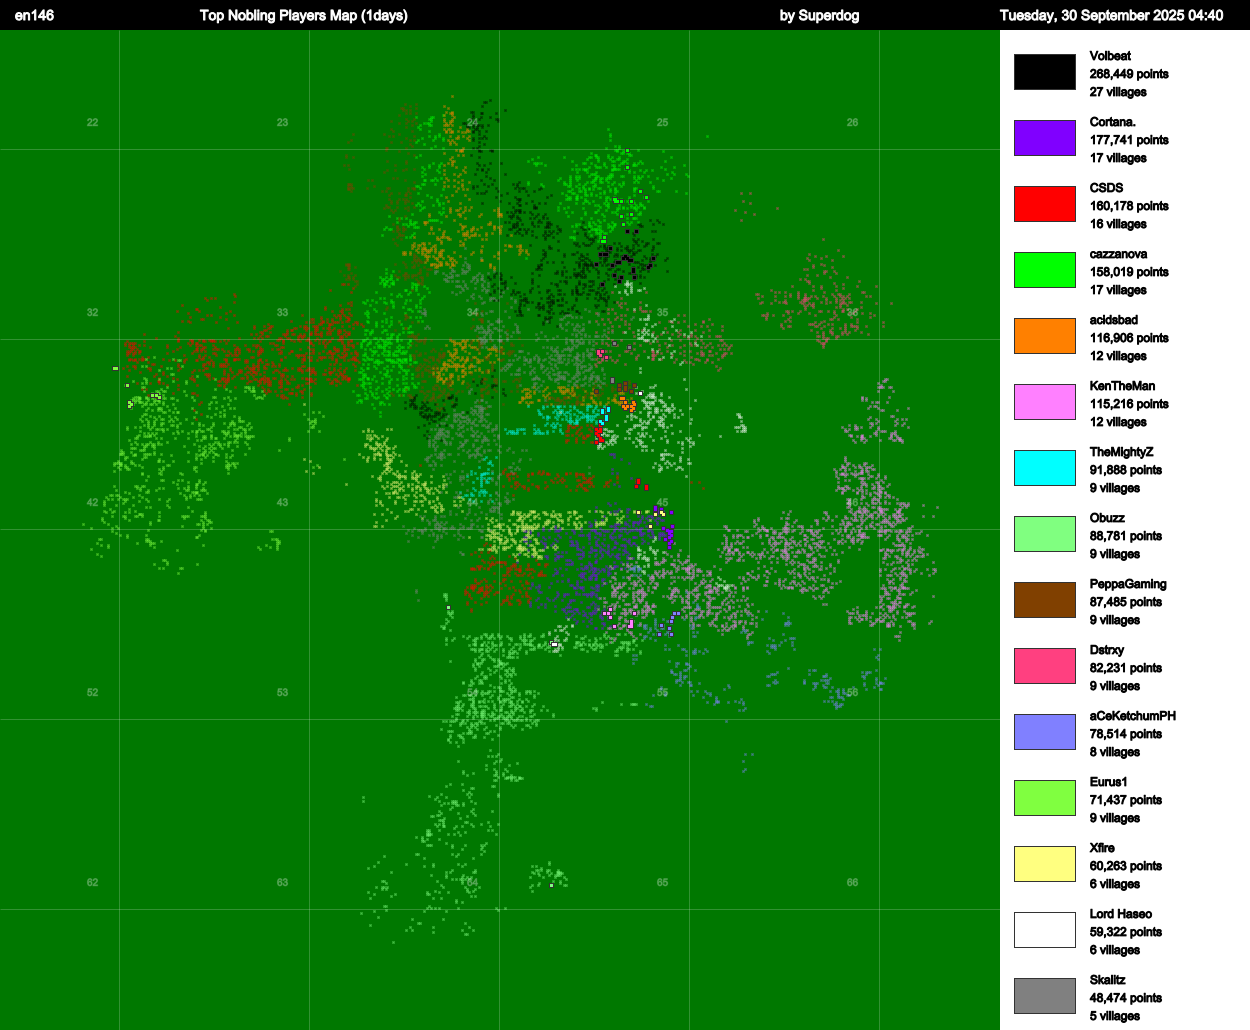 en146 Top Nobling Players Map (1days) by Superdog Tuesday, 30 September 2025 04:40
22 23 24 25 26
32 33 34 35 36
42 43 44 45 46
52 53 54 55 56
62 63 64 65 66
Volbeat
268,449 points
27 villages
Cortana.
177,741 points
17 villages
CSDS
160,178 points
16 villages
cazzanova
158,019 points
17 villages
acidsbad
116,906 points
12 villages
KenTheMan
115,216 points
12 villages
TheMightyZ
91,888 points
9 villages
Obuzz
88,781 points
9 villages
PeppaGaming
87,485 points
9 villages
Dstrxy
82,231 points
9 villages
aCeKetchumPH
78,514 points
8 villages
Eurus1
71,437 points
9 villages
Xfire
60,263 points
6 villages
Lord Haseo
59,322 points
6 villages
Skalitz
48,474 points
5 villages